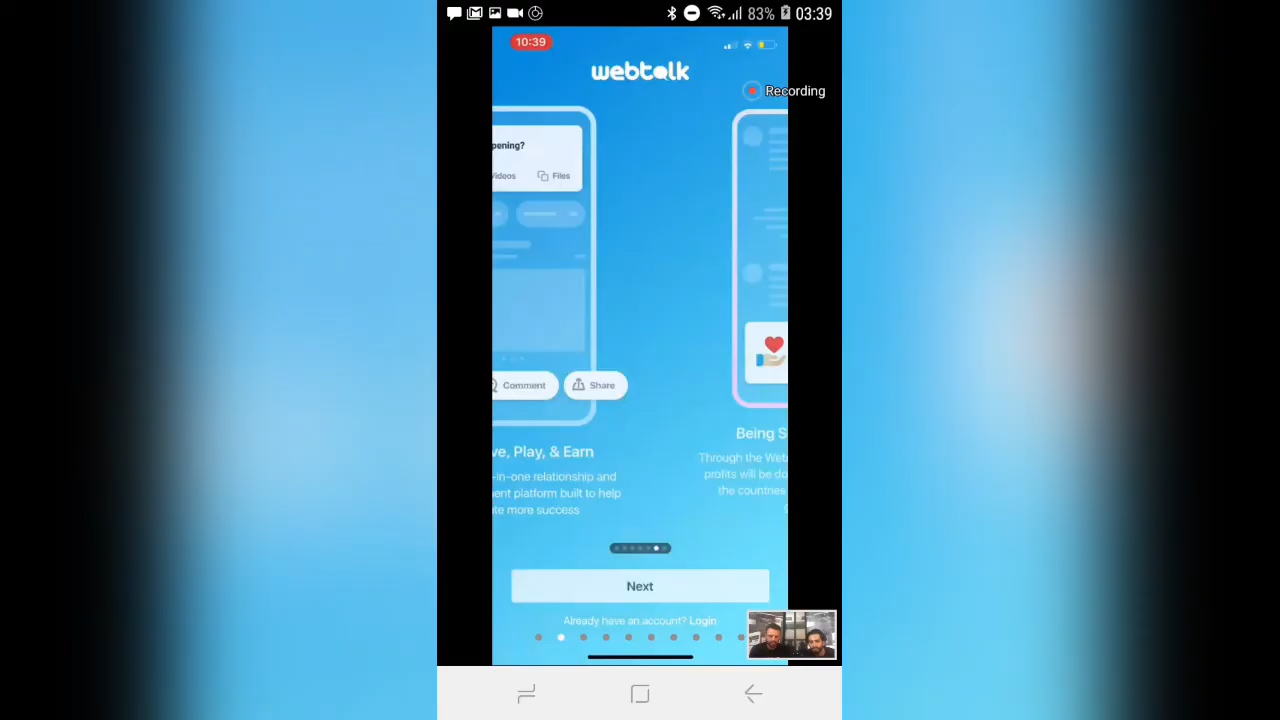 83% 03:39
10:39
webtalk
Recording
pening?
Videos Files
Comment Share
ve, Play, & Earn
-in-one relationship and
ent platform built to help
te more success
Being S
Through the Web
profits will be do
the countries
Next
Already have an account? Login